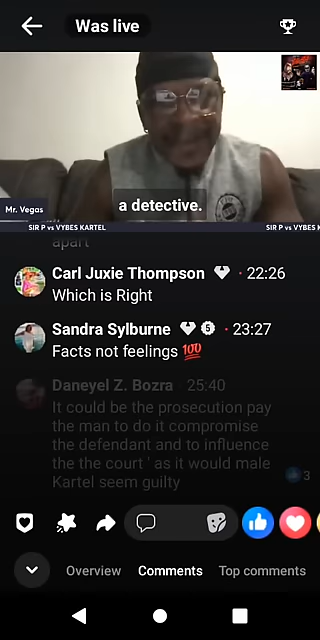 Was live
a detective.
Mr. Vegas
SIR P vs VYBES KARTEL
SIR P vs VYBES K
apart
Carl Juxie Thompson · 22:26
Which is Right
Sandra Sylburne 5 · 23:27
Facts not feelings 💯
Daneyel Z. Bozra · 25:40
It could be the prosecution pay
the man to do it compromise
the defendant and to influence
the the court ' as it would male
Kartel seem guilty
3
Overview Comments Top comments